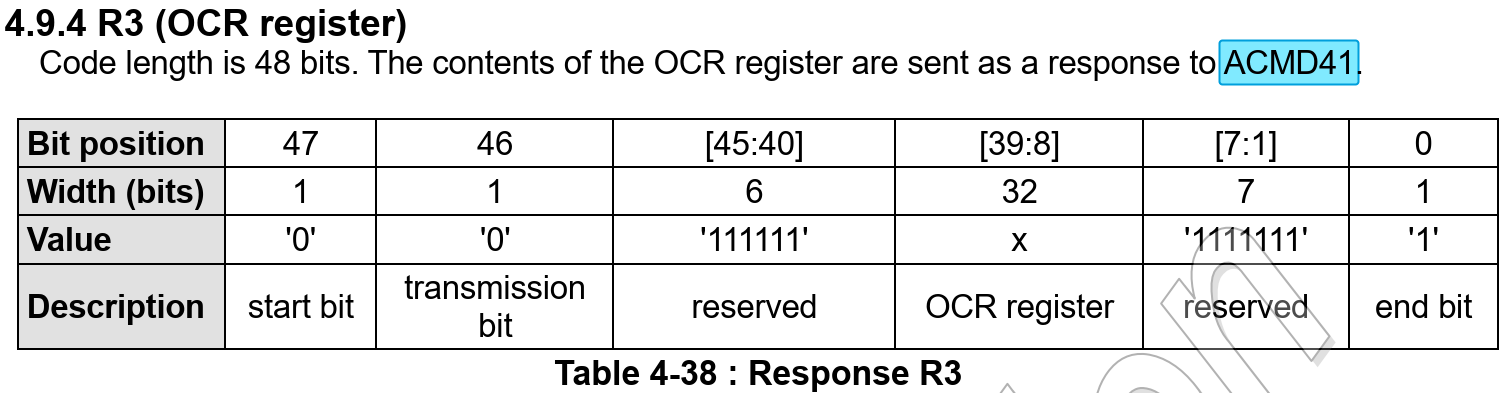 4.9.4 R3 (OCR register)
Code length is 48 bits. The contents of the OCR register are sent as a response to ACMD41.
Bit position 47 46 [45:40] [39:8] [7:1] 0
Width (bits) 1 1 6 32 7 1
Value '0' '0' '111111' x '1111111' '1'
Description start bit transmission bit reserved OCR register reserved end bit
Table 4-38 : Response R3